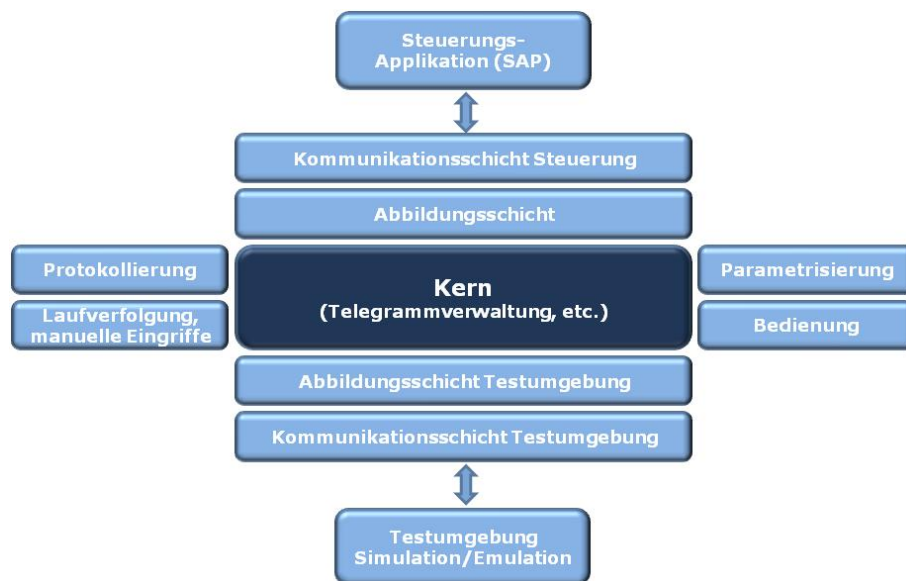 Steuerungs-
Applikation (SAP)
Kommunikationsschicht Steuerung
Abbildungsschicht
Protokollierung
Laufverfolgung,
manuelle Eingriffe
Kern
(Telegrammverwaltung, etc.)
Parametrisierung
Bedienung
Abbildungsschicht Testumgebung
Kommunikationsschicht Testumgebung
Testumgebung
Simulation/Emulation